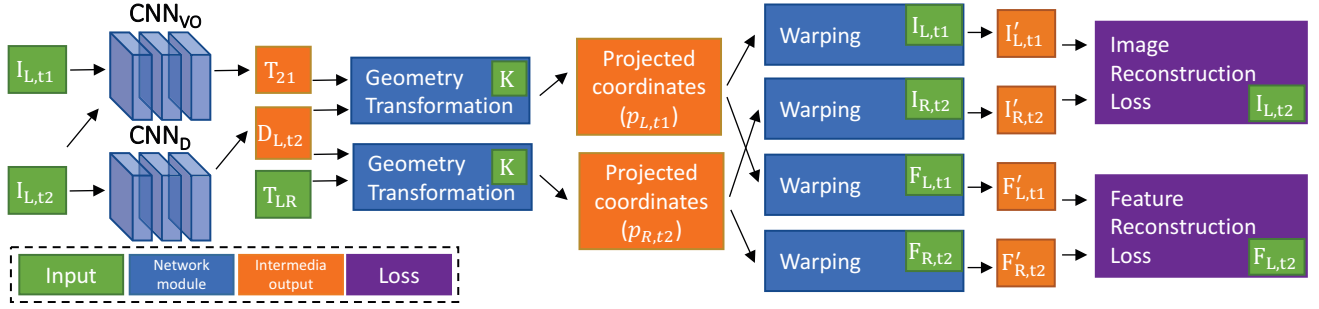 CNN_VO
I_L,t1
I_L,t2
CNN_D
T_21
D_L,t2
T_LR
Geometry
Transformation
K
Geometry
Transformation
K
Projected
coordinates
(p_L,t1)
Projected
coordinates
(p_R,t2)
Warping
I_L,t1
Warping
I_R,t2
Warping
F_L,t1
Warping
F_R,t2
I′_L,t1
I′_R,t2
F′_L,t1
F′_R,t2
Image
Reconstruction
Loss
I_L,t2
Feature
Reconstruction
Loss
F_L,t2
Input
Network
module
Intermedia
output
Loss